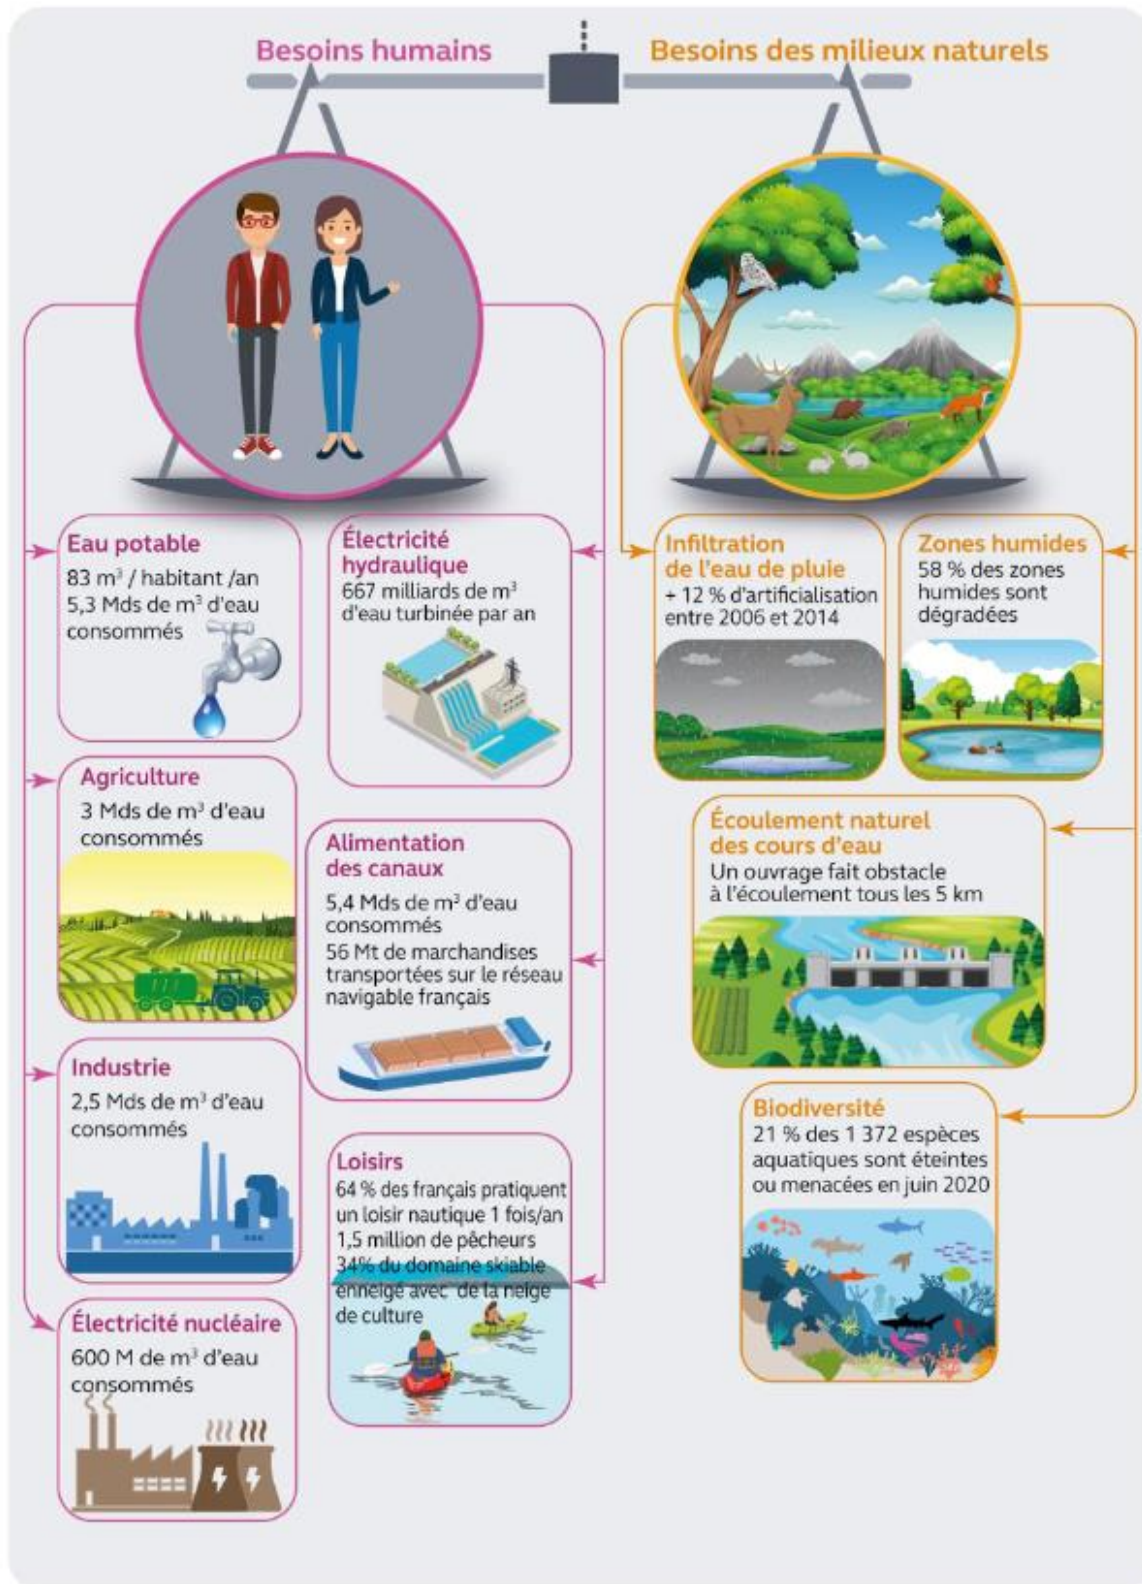 Besoins humains
Eau potable
83 m³ / habitant /an
5,3 Mds de m³ d'eau
consommés
Électricité
hydraulique
667 milliards de m³
d'eau turbinée par an
Agriculture
3 Mds de m³ d'eau
consommés
Alimentation
des canaux
5,4 Mds de m³ d'eau
consommés
56 Mt de marchandises
transportées sur le réseau
navigable français
Industrie
2,5 Mds de m³ d'eau
consommés
Loisirs
64 % des français pratiquent
un loisir nautique 1 fois/an
1,5 million de pêcheurs
34% du domaine skiable
enneigé avec de la neige
de culture
Électricité nucléaire
600 M de m³ d'eau
consommés
Besoins des milieux naturels
Infiltration
de l'eau de pluie
+ 12 % d'artificialisation
entre 2006 et 2014
Zones humides
58 % des zones
humides sont
dégradées
Écoulement naturel
des cours d'eau
Un ouvrage fait obstacle
à l'écoulement tous les 5 km
Biodiversité
21 % des 1 372 espèces
aquatiques sont éteintes
ou menacées en juin 2020